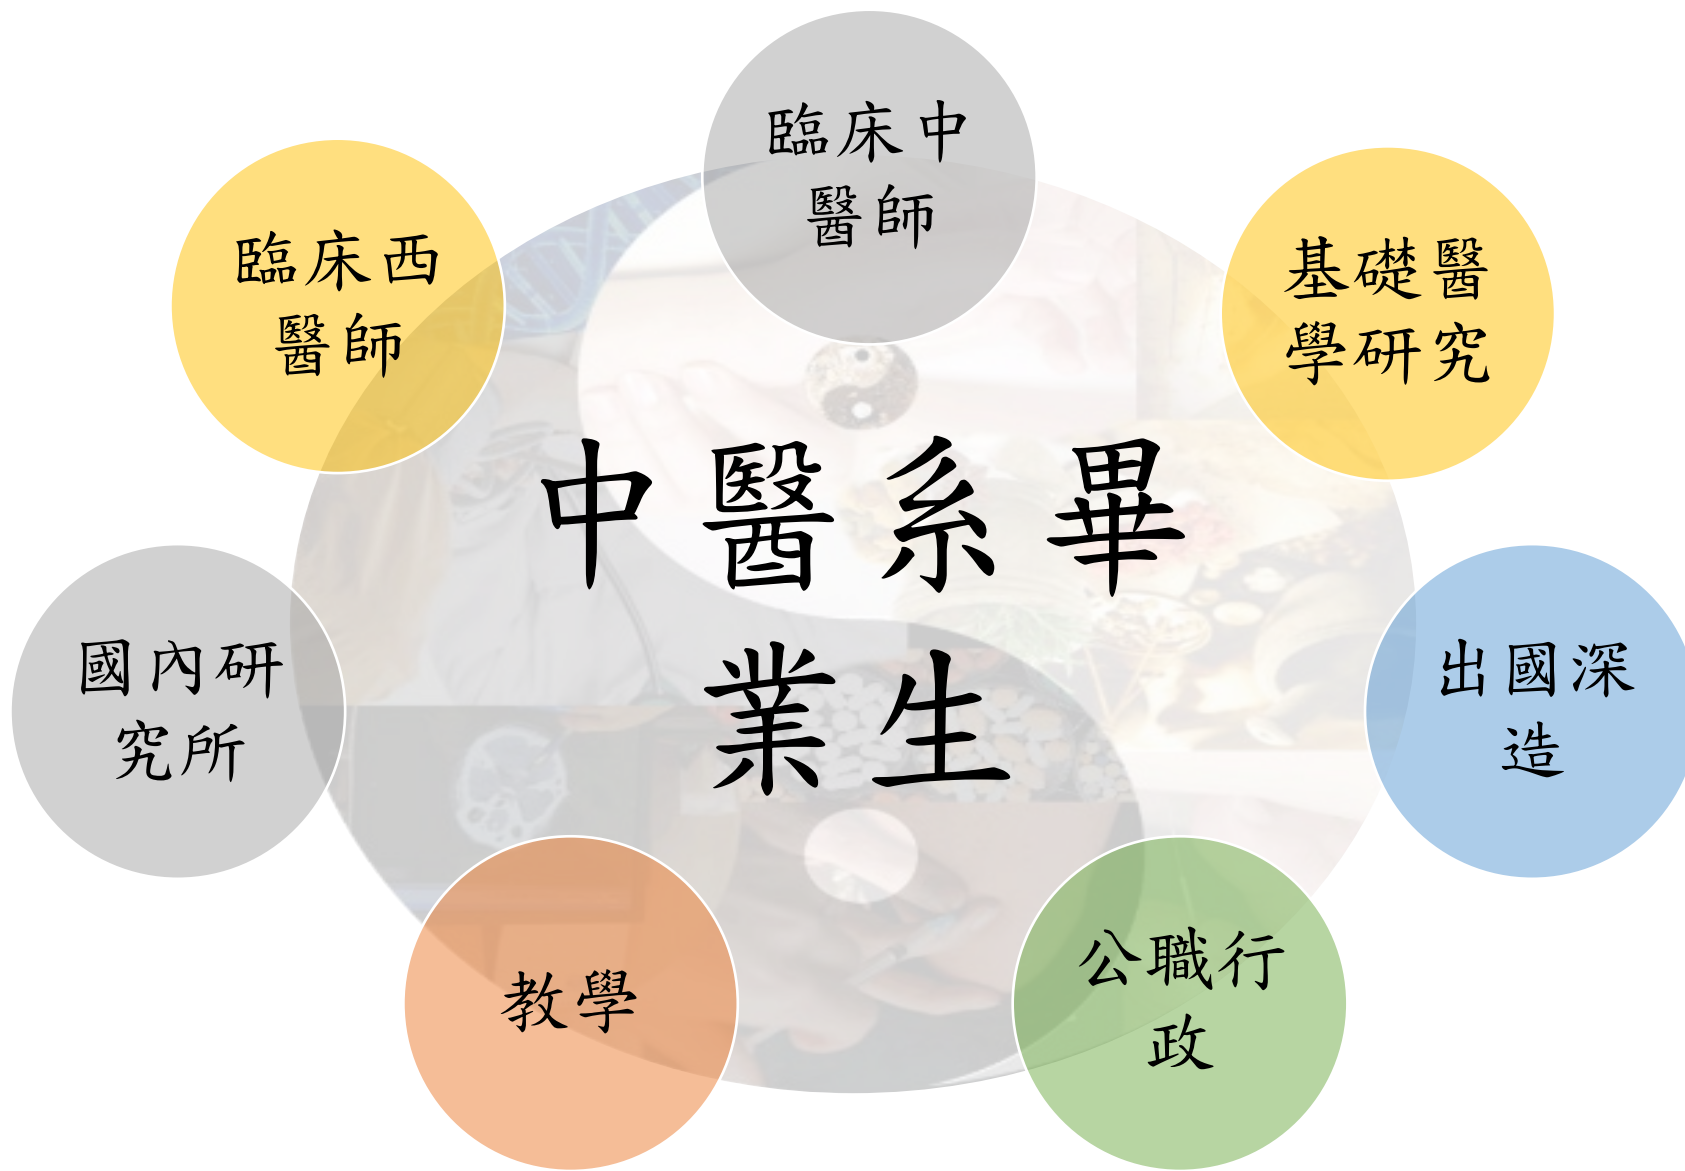 臨床中
醫師
臨床西
醫師
基礎醫
學研究
中醫系畢
業生
國內研
究所
出國深
造
教學
公職行
政